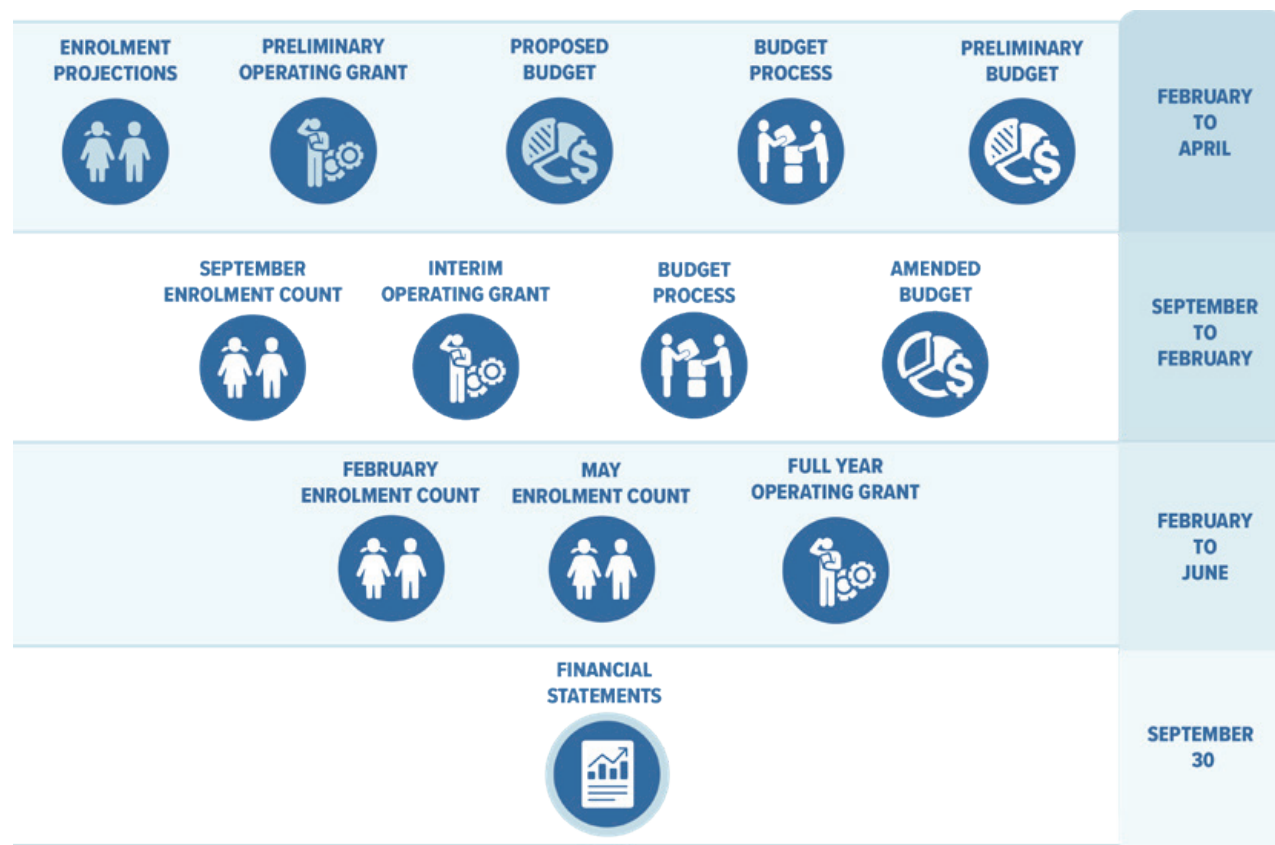 ENROLMENT
PROJECTIONS
PRELIMINARY
OPERATING GRANT
PROPOSED
BUDGET
BUDGET
PROCESS
PRELIMINARY
BUDGET
FEBRUARY
TO
APRIL
SEPTEMBER
ENROLMENT COUNT
INTERIM
OPERATING GRANT
BUDGET
PROCESS
AMENDED
BUDGET
SEPTEMBER
TO
FEBRUARY
FEBRUARY
ENROLMENT COUNT
MAY
ENROLMENT COUNT
FULL YEAR
OPERATING GRANT
FEBRUARY
TO
JUNE
FINANCIAL
STATEMENTS
SEPTEMBER
30